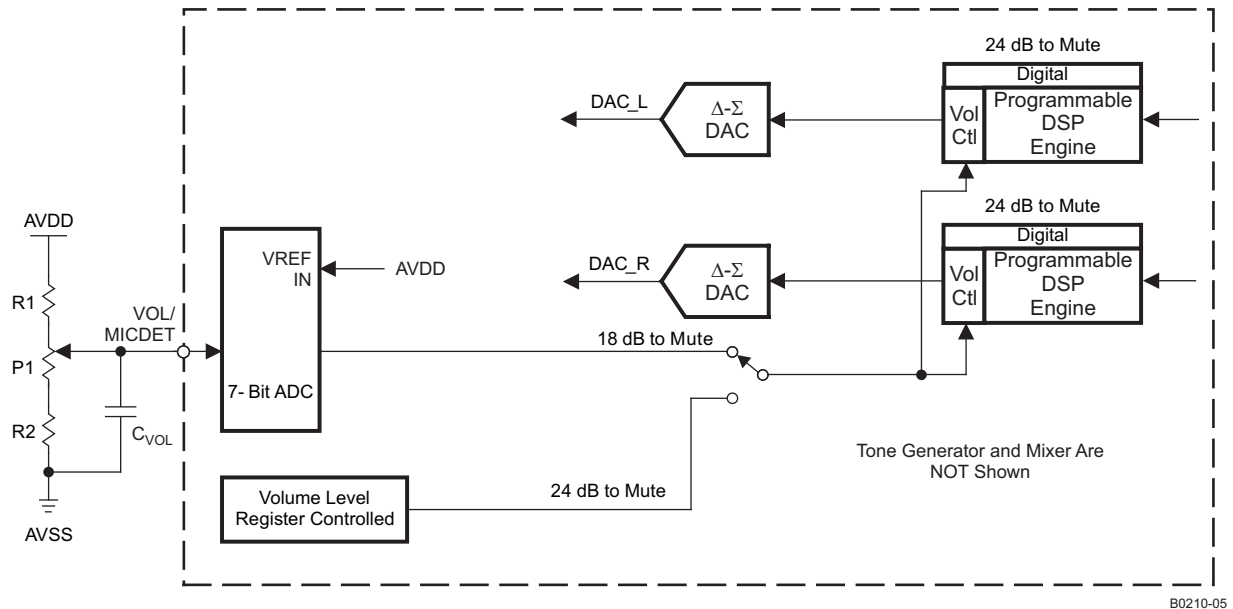 24 dB to Mute
Digital
Vol
Ctl
Programmable
DSP
Engine
DAC_L
Δ-Σ
DAC
24 dB to Mute
Digital
Vol
Ctl
Programmable
DSP
Engine
DAC_R
Δ-Σ
DAC
AVDD
VREF
IN
AVDD
R1
VOL/
MICDET
P1
7- Bit ADC
18 dB to Mute
R2
CVOL
Tone Generator and Mixer Are
NOT Shown
24 dB to Mute
Volume Level
Register Controlled
AVSS
B0210-05